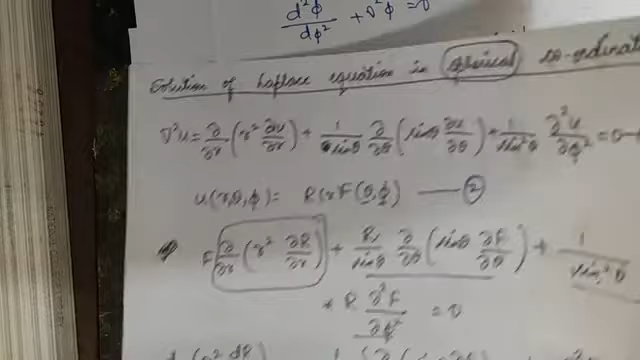 d²φ/dφ² + ν²φ = 0
Solution of Laplace equation in spherical co-ordinate
∇²u = ∂/∂r (r² ∂u/∂r) + 1/sinθ ∂/∂θ (sinθ ∂u/∂θ) + 1/sin²θ ∂²u/∂φ² = 0
u(r,θ,φ) = R(r F(θ,φ) —— ②
F ∂/∂r (r² ∂R/∂r) + R/sinθ ∂/∂θ (sinθ ∂F/∂θ) + 1/sin²θ
* R ∂²F/∂φ² = 0